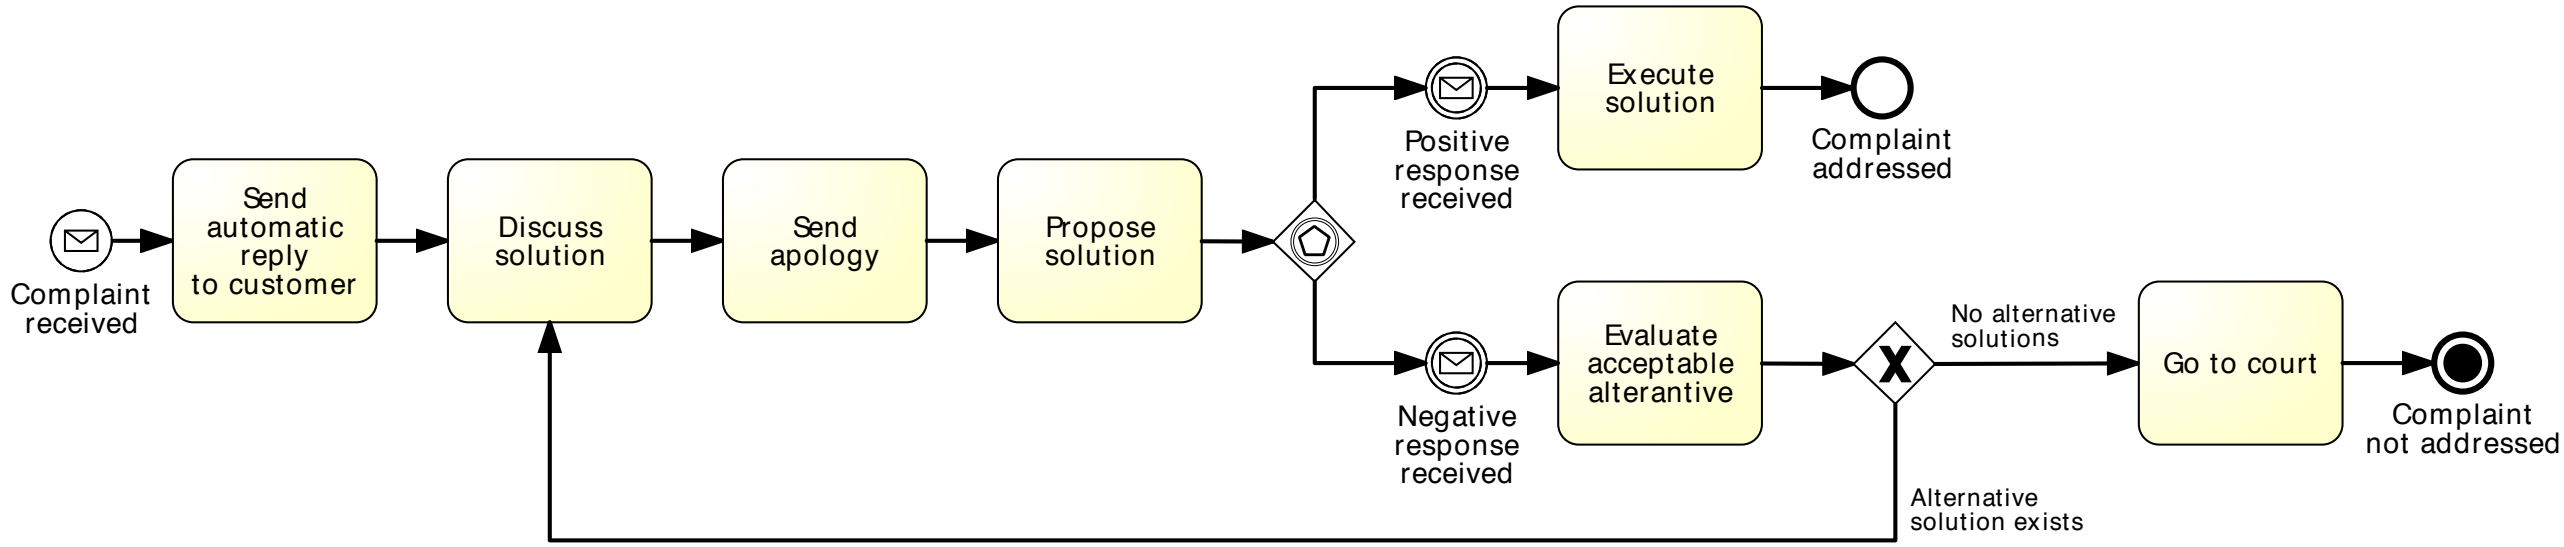 Complaint
received
Send
automatic
reply
to customer
Discuss
solution
Send
apology
Propose
solution
Positive
response
received
Execute
solution
Complaint
addressed
Negative
response
received
Evaluate
acceptable
alterantive
X
No alternative
solutions
Alternative
solution exists
Go to court
Complaint
not addressed